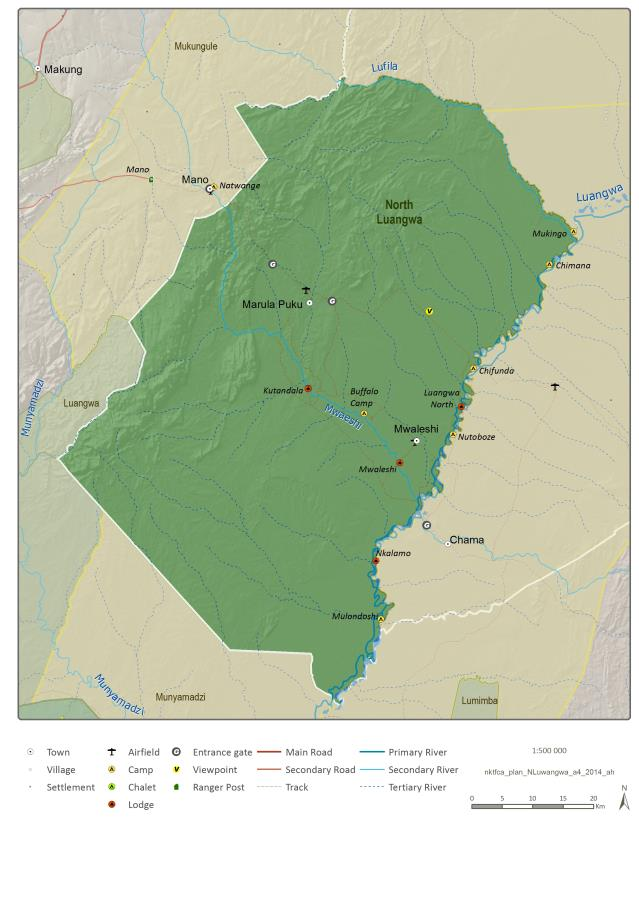 Mukungule
Lufila
Makung
Mano
Mano
Natwange
Luangwa
North
Luangwa
Mukingo
Chimana
G
Marula Puku
G
V
Chifunda
Munyamadzi
Luangwa
Kutandala
Buffalo
Camp
Luangwa
North
Mwaleshi
Mwaleshi
Nutoboze
Mwaleshi
G
Chama
Nkalamo
Mulondoshi
Munyamadzi
Munyamadzi
Lumimba
Town
Airfield
G Entrance gate
Main Road
Primary River
1:500 000
Village
Camp
V Viewpoint
Secondary Road
Secondary River
nktfca_plan_NLuwangwa_a4_2014_ah
Settlement
Chalet
Ranger Post
Track
Tertiary River
N
Lodge
0 5 10 15 20
Km